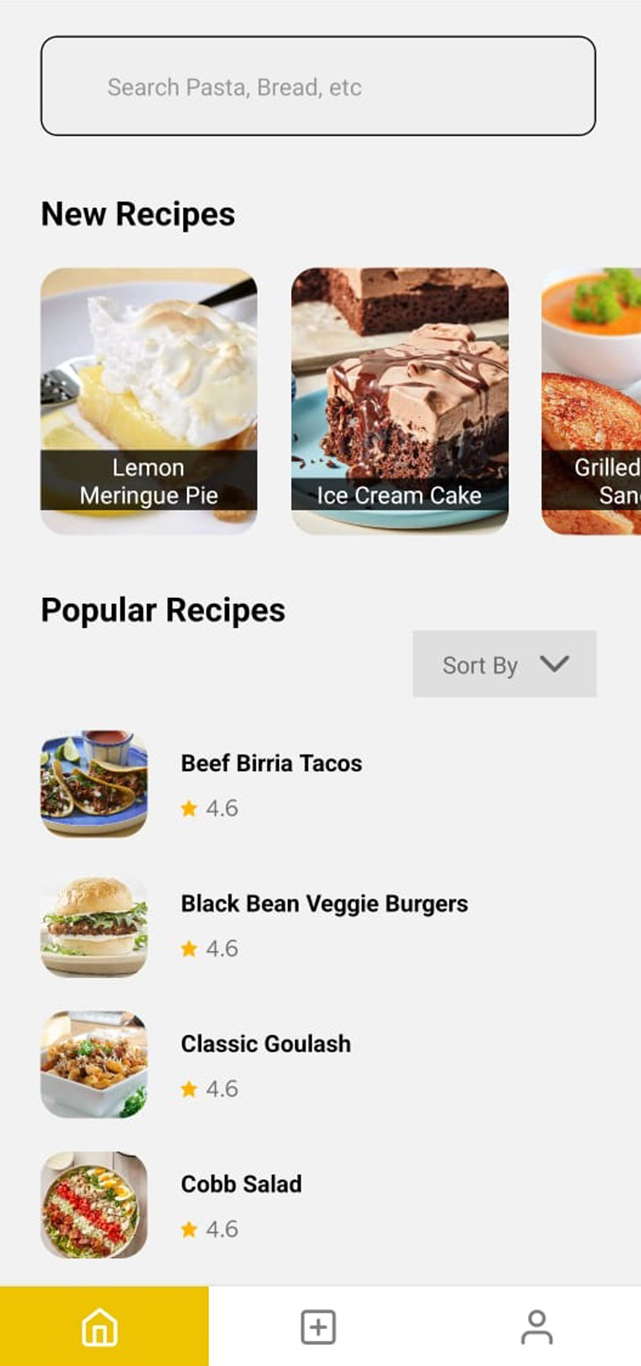 Search Pasta, Bread, etc
New Recipes
Lemon
Meringue Pie
Ice Cream Cake
Grilled
San
Popular Recipes
Sort By
Beef Birria Tacos
4.6
Black Bean Veggie Burgers
4.6
Classic Goulash
4.6
Cobb Salad
4.6